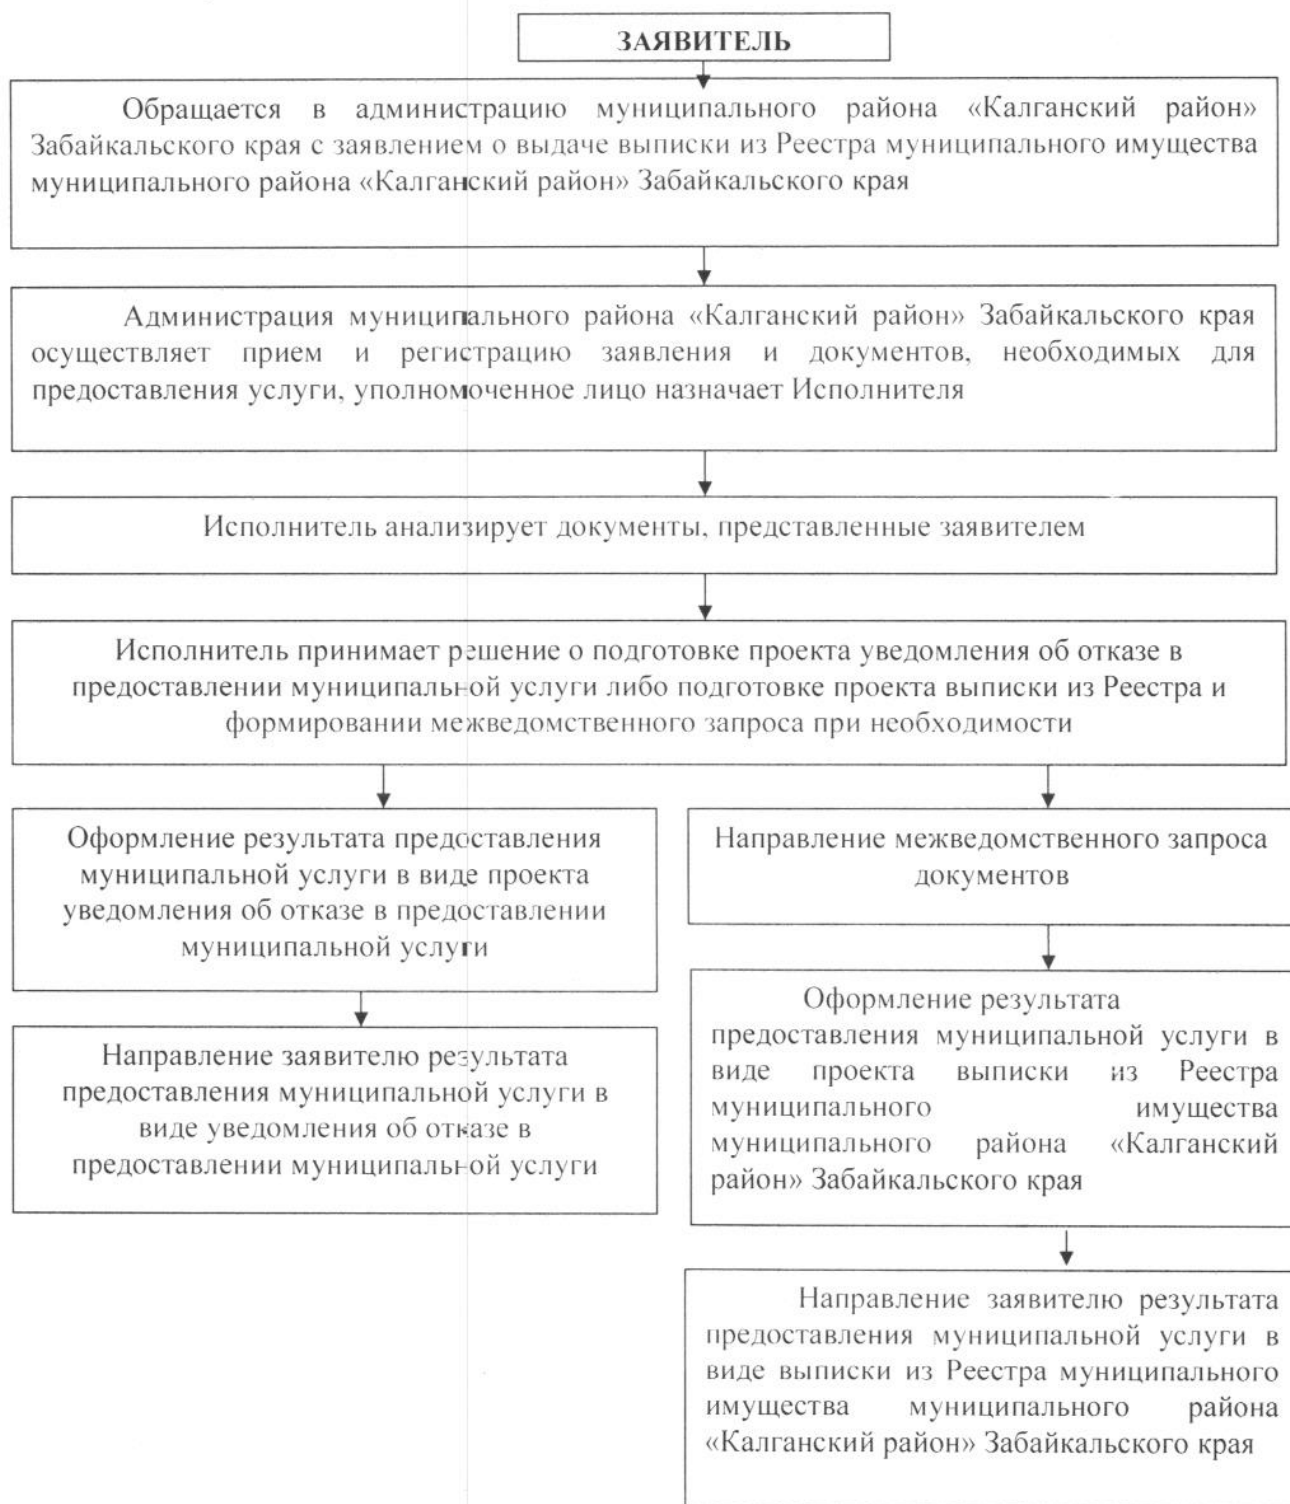 ЗАЯВИТЕЛЬ
Обращается в администрацию муниципального района «Калганский район»
Забайкальского края с заявлением о выдаче выписки из Реестра муниципального имущества
муниципального района «Калганский район» Забайкальского края
Администрация муниципального района «Калганский район» Забайкальского края
осуществляет прием и регистрацию заявления и документов, необходимых для
предоставления услуги, уполномоченное лицо назначает Исполнителя
Исполнитель анализирует документы, представленные заявителем
Исполнитель принимает решение о подготовке проекта уведомления об отказе в
предоставлении муниципальной услуги либо подготовке проекта выписки из Реестра и
формировании межведомственного запроса при необходимости
Оформление результата предоставления
муниципальной услуги в виде проекта
уведомления об отказе в предоставлении
муниципальной услуги
Направление заявителю результата
предоставления муниципальной услуги в
виде уведомления об отказе в
предоставлении муниципальной услуги
Направление межведомственного запроса
документов
Оформление результата
предоставления муниципальной услуги в
виде проекта выписки из Реестра
муниципального имущества
муниципального района «Калганский
район» Забайкальского края
Направление заявителю результата
предоставления муниципальной услуги в
виде выписки из Реестра муниципального
имущества муниципального района
«Калганский район» Забайкальского края